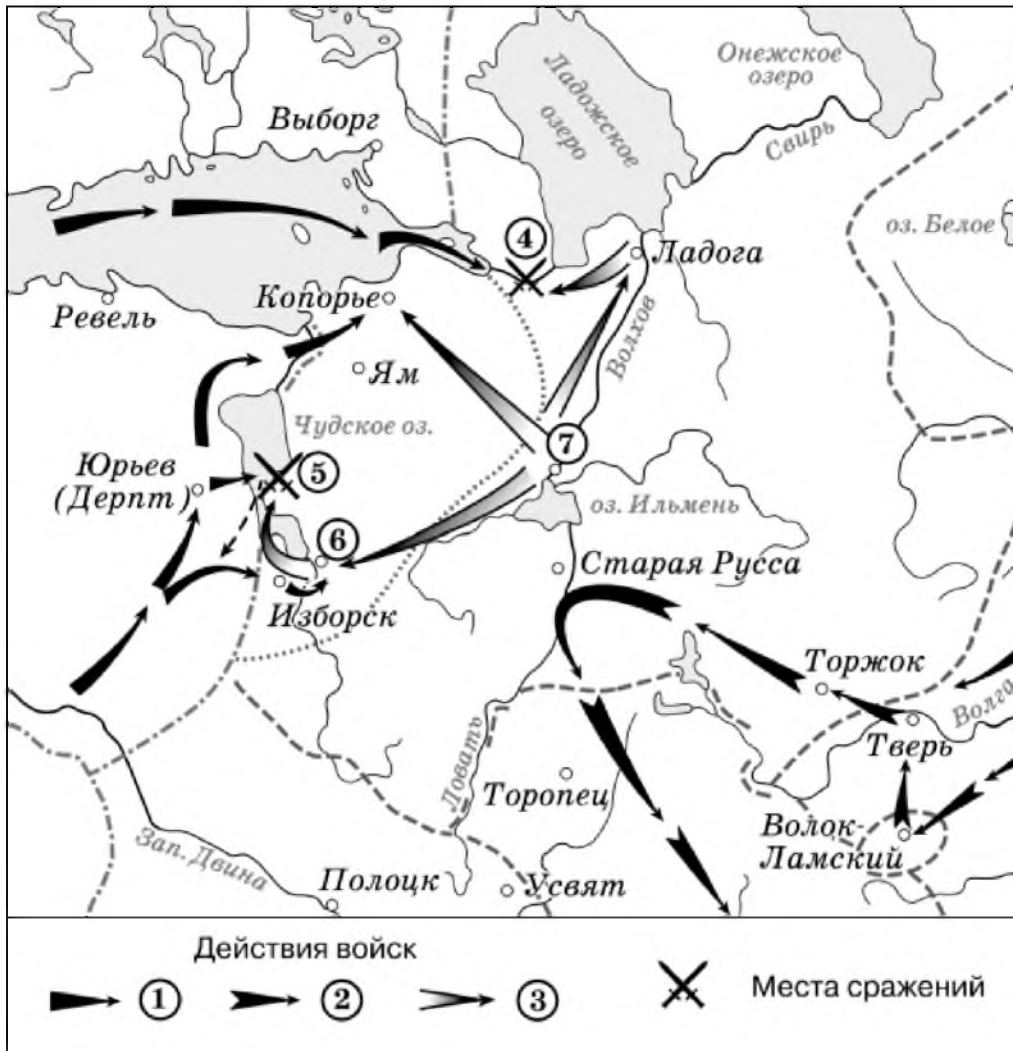 Онежское
озеро
Ладожское
озеро
Выборг
Свирь
оз. Белое
4
Ладога
Копорье
Ревель
Волхов
Ям
Чудское оз.
7
Юрьев
(Дерпт)
5
оз. Ильмень
6
Старая Русса
Изборск
Торжок
Волга
Тверь
Ловать
Торопец
Волок-
Ламский
Зап. Двина
Полоцк
Усвят
Действия войск
1
2
3
Места сражений